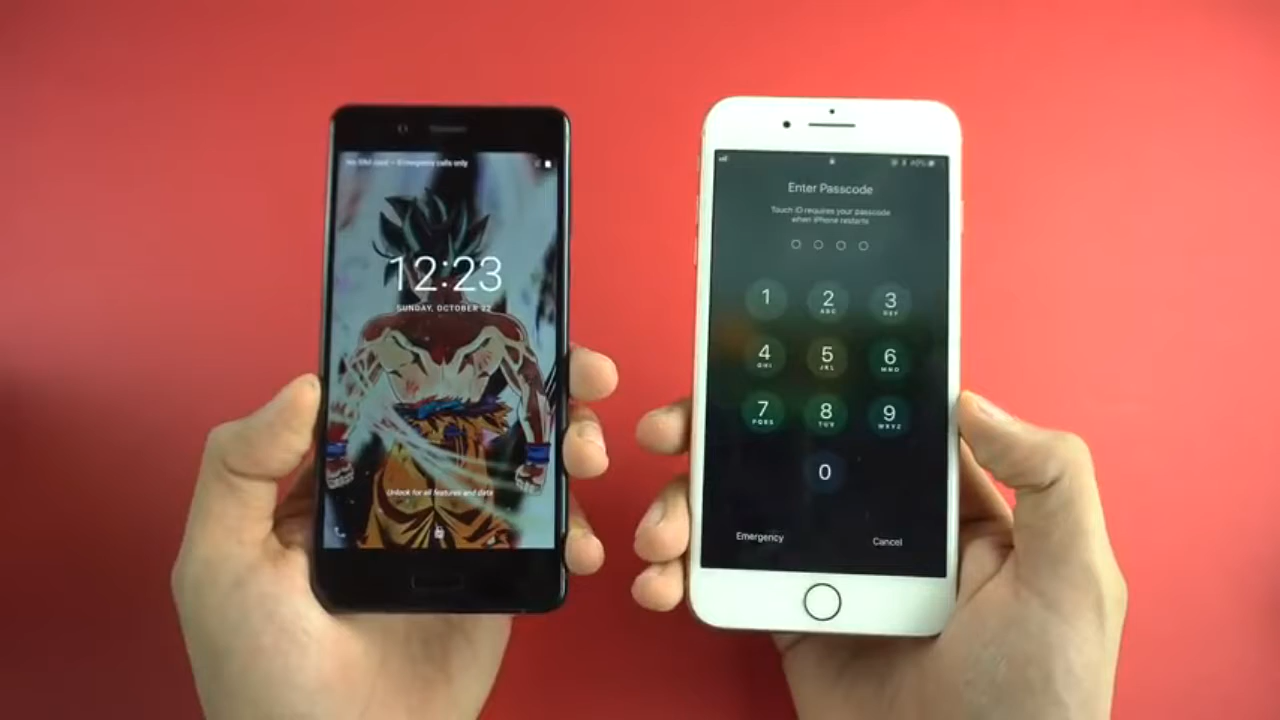 No SIM card — Emergency calls only
12:23
SUNDAY, OCTOBER 22
Unlock for all features and data
Enter Passcode
Touch ID requires your passcode
when iPhone restarts
1
2
ABC
3
DEF
4
GHI
5
JKL
6
MNO
7
PQRS
8
TUV
9
WXYZ
0
Emergency
Cancel